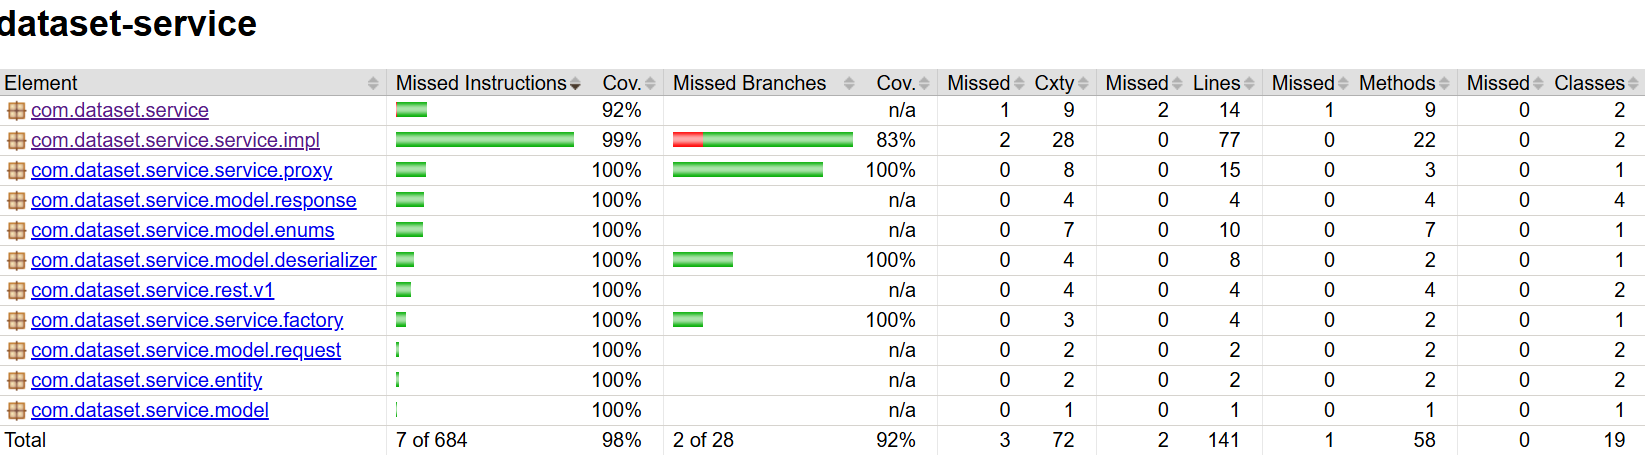 dataset-service
Element Missed Instructions Cov. Missed Branches Cov. Missed Cxty Missed Lines Missed Methods Missed Classes
com.dataset.service 92% n/a 1 9 2 14 1 9 0 2
com.dataset.service.service.impl 99% 83% 2 28 0 77 0 22 0 2
com.dataset.service.service.proxy 100% 100% 0 8 0 15 0 3 0 1
com.dataset.service.model.response 100% n/a 0 4 0 4 0 4 0 4
com.dataset.service.model.enums 100% n/a 0 7 0 10 0 7 0 1
com.dataset.service.model.deserializer 100% 100% 0 4 0 8 0 2 0 1
com.dataset.service.rest.v1 100% n/a 0 4 0 4 0 4 0 2
com.dataset.service.service.factory 100% 100% 0 3 0 4 0 2 0 1
com.dataset.service.model.request 100% n/a 0 2 0 2 0 2 0 2
com.dataset.service.entity 100% n/a 0 2 0 2 0 2 0 2
com.dataset.service.model 100% n/a 0 1 0 1 0 1 0 1
Total 7 of 684 98% 2 of 28 92% 3 72 2 141 1 58 0 19